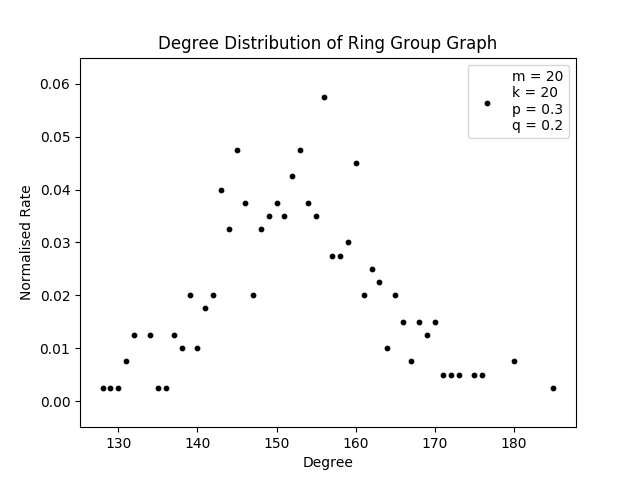 Degree Distribution of Ring Group Graph
m = 20
k = 20
p = 0.3
q = 0.2
0.06
0.05
0.04
0.03
0.02
0.01
0.00
Normalised Rate
130 140 150 160 170 180
Degree